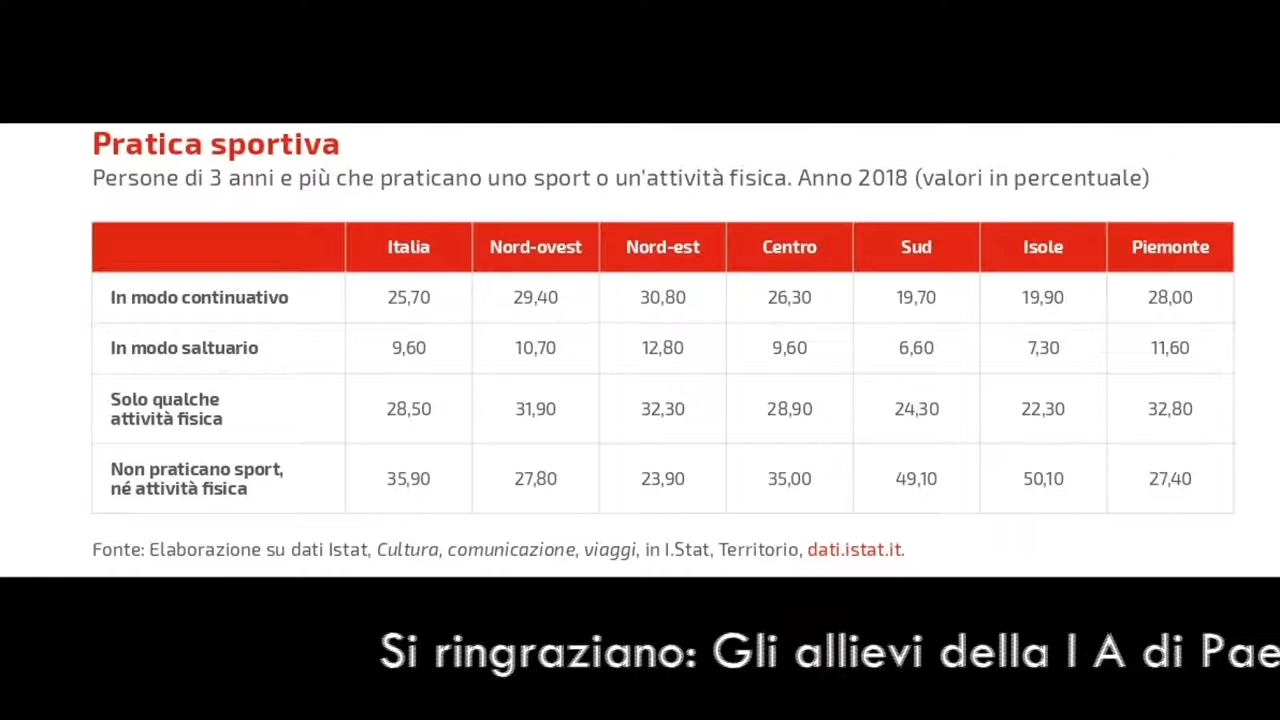 Pratica sportiva
Persone di 3 anni e più che praticano uno sport o un'attività fisica. Anno 2018 (valori in percentuale)
Italia Nord-ovest Nord-est Centro Sud Isole Piemonte
In modo continuativo 25,70 29,40 30,80 26,30 19,70 19,90 28,00
In modo saltuario 9,60 10,70 12,80 9,60 6,60 7,30 11,60
Solo qualche
attività fisica 28,50 31,90 32,30 28,90 24,30 22,30 32,80
Non praticano sport,
né attività fisica 35,90 27,80 23,90 35,00 49,10 50,10 27,40
Fonte: Elaborazione su dati Istat, Cultura, comunicazione, viaggi, in I.Stat, Territorio, dati.istat.it.
Si ringraziano: Gli allievi della I A di Pae